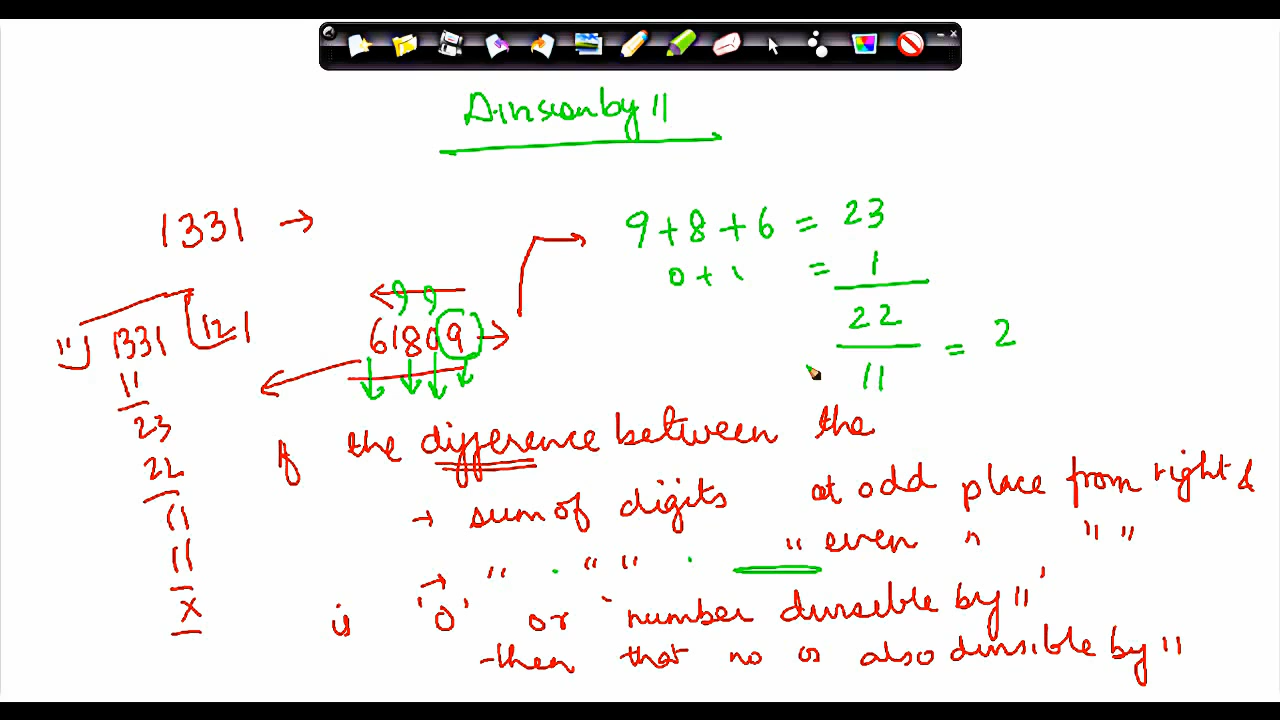 Division by 11
1331 →
9 + 8 + 6 = 23
0 + 1 = 1
22
11
= 2
61809
11) 1331 (121
11
23
22
11
11
x
If the difference between the
→ sum of digits at odd place from right &
→ " " " " even " " "
is '0' or 'number divisible by 11'
then that no is also divisible by 11